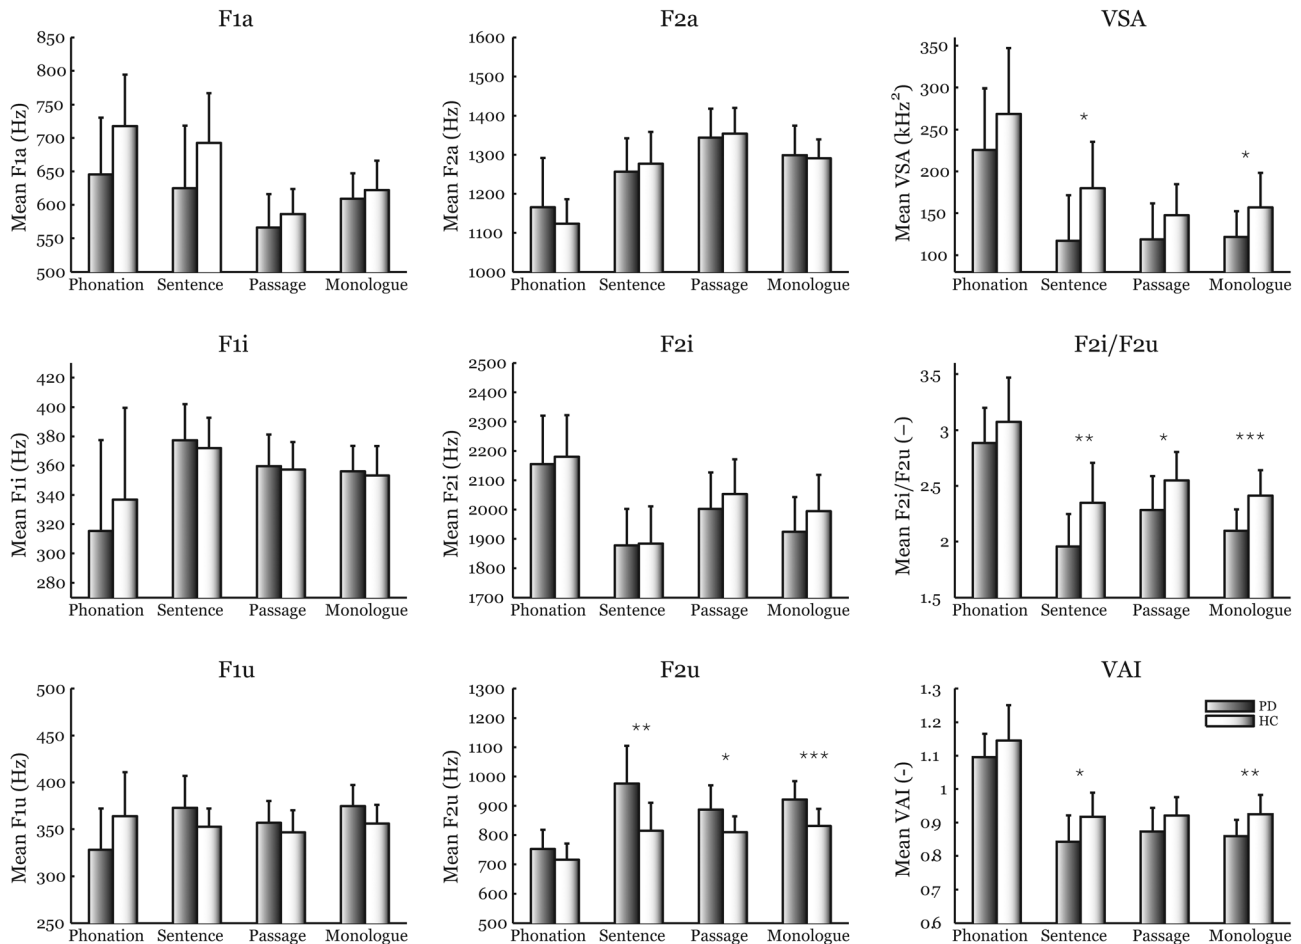 F1a
Mean F1a (Hz)
850
800
750
700
650
600
550
500
Phonation Sentence Passage Monologue
F2a
Mean F2a (Hz)
1600
1500
1400
1300
1200
1100
1000
Phonation Sentence Passage Monologue
VSA
Mean VSA (kHz²)
350
300
250
200
150
100
* *
Phonation Sentence Passage Monologue
F1i
Mean F1i (Hz)
420
400
380
360
340
320
300
280
Phonation Sentence Passage Monologue
F2i
Mean F2i (Hz)
2500
2400
2300
2200
2100
2000
1900
1800
1700
Phonation Sentence Passage Monologue
F2i/F2u
Mean F2i/F2u (–)
3.5
3
2.5
2
1.5
** * ***
Phonation Sentence Passage Monologue
F1u
Mean F1u (Hz)
500
450
400
350
300
250
Phonation Sentence Passage Monologue
F2u
Mean F2u (Hz)
1300
1200
1100
1000
900
800
700
600
500
** * ***
Phonation Sentence Passage Monologue
VAI
Mean VAI (-)
1.3
1.2
1.1
1
0.9
0.8
0.7
0.6
PD
HC
* **
Phonation Sentence Passage Monologue